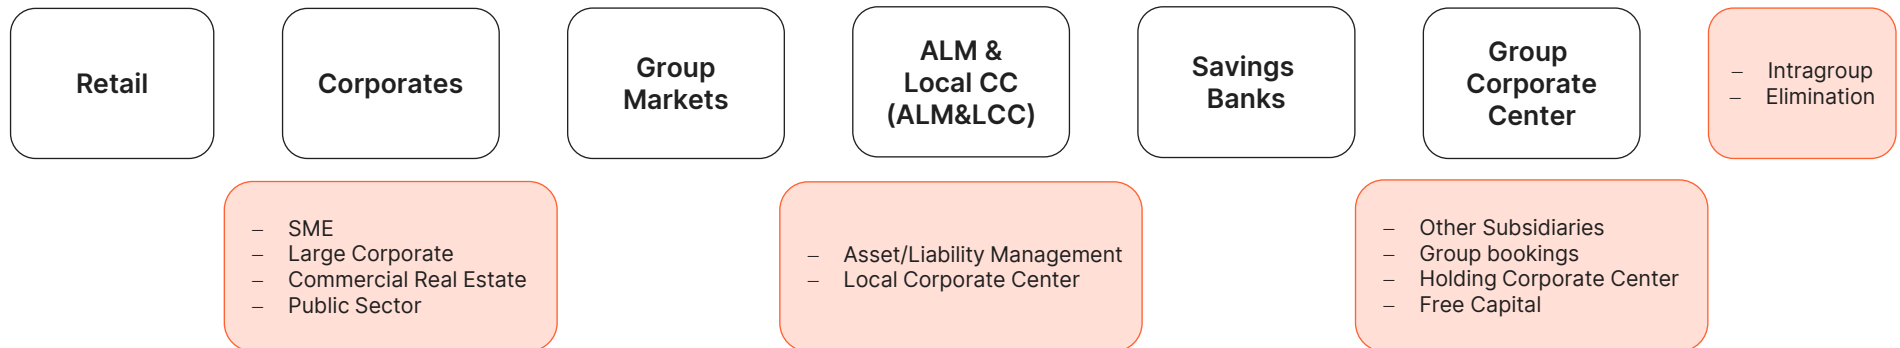 Retail
Corporates
Group
Markets
ALM &
Local CC
(ALM&LCC)
Savings
Banks
Group
Corporate
Center
– Intragroup
– Elimination
– SME
– Large Corporate
– Commercial Real Estate
– Public Sector
– Asset/Liability Management
– Local Corporate Center
– Other Subsidiaries
– Group bookings
– Holding Corporate Center
– Free Capital